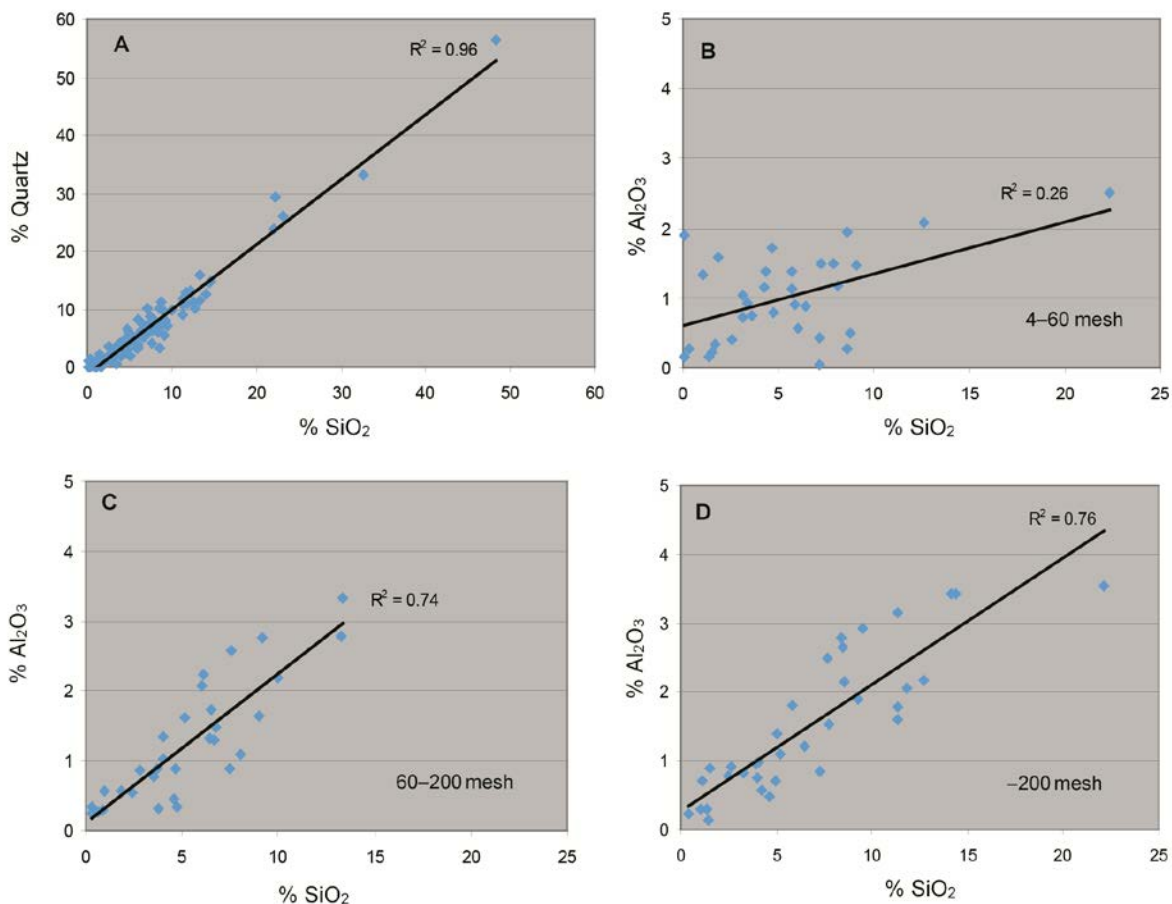 A
R² = 0.96
% Quartz
60
50
40
30
20
10
0
0 10 20 30 40 50 60
% SiO₂
B
R² = 0.26
4–60 mesh
% Al₂O₃
5
4
3
2
1
0
0 5 10 15 20 25
% SiO₂
C
R² = 0.74
60–200 mesh
% Al₂O₃
5
4
3
2
1
0
0 5 10 15 20 25
% SiO₂
D
R² = 0.76
–200 mesh
% Al₂O₃
5
4
3
2
1
0
0 5 10 15 20 25
% SiO₂